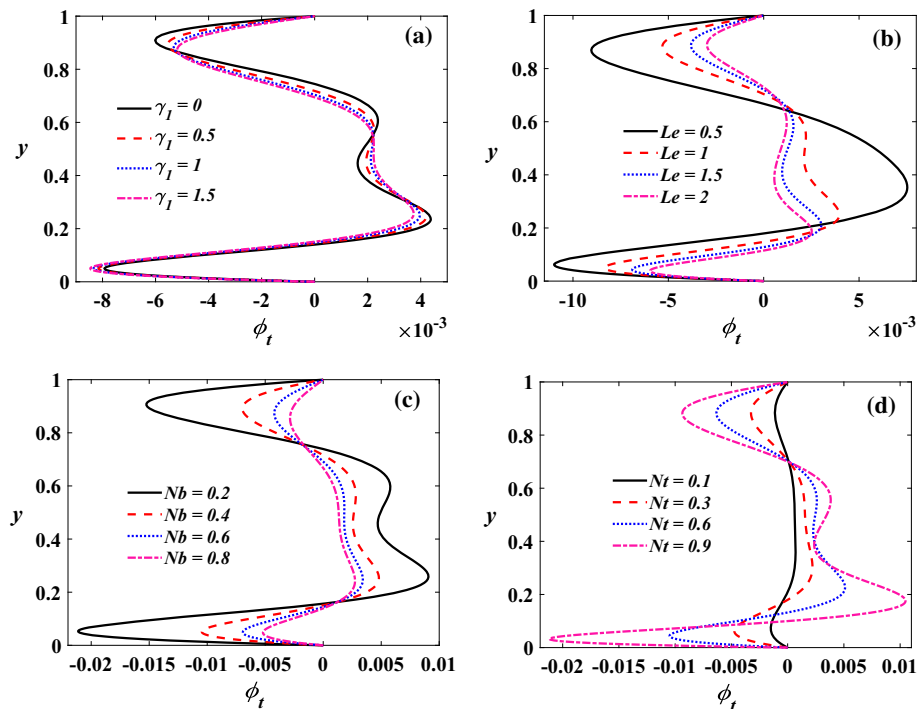 (a)
1
0.8
0.6
0.4
0.2
0
y
γ1 = 0
γ1 = 0.5
γ1 = 1
γ1 = 1.5
-8 -6 -4 -2 0 2 4
×10^-3
ϕt
(b)
1
0.8
0.6
0.4
0.2
0
y
Le = 0.5
Le = 1
Le = 1.5
Le = 2
-10 -5 0 5
×10^-3
ϕt
(c)
1
0.8
0.6
0.4
0.2
0
y
Nb = 0.2
Nb = 0.4
Nb = 0.6
Nb = 0.8
-0.02 -0.015 -0.01 -0.005 0 0.005 0.01
ϕt
(d)
1
0.8
0.6
0.4
0.2
0
y
Nt = 0.1
Nt = 0.3
Nt = 0.6
Nt = 0.9
-0.02 -0.015 -0.01 -0.005 0 0.005 0.01
ϕt